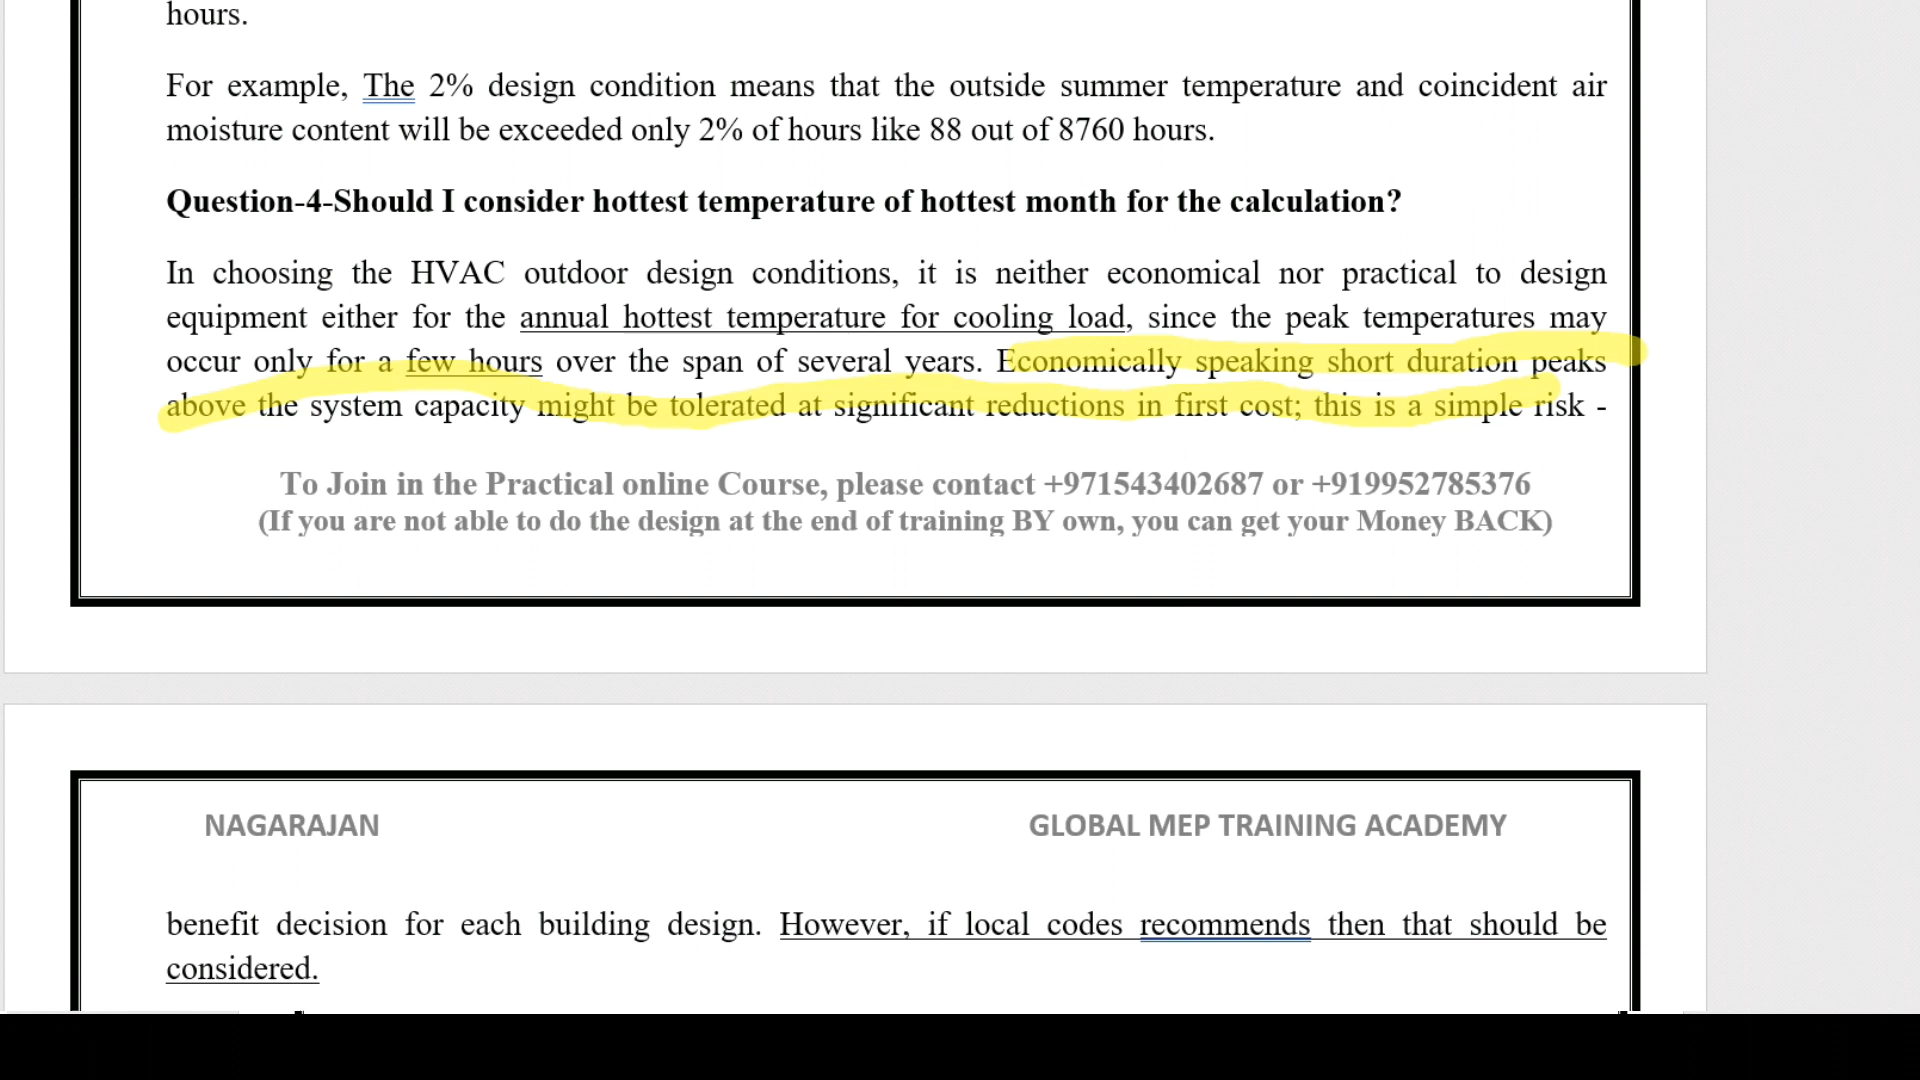 hours.
For example, The 2% design condition means that the outside summer temperature and coincident air
moisture content will be exceeded only 2% of hours like 88 out of 8760 hours.
Question-4-Should I consider hottest temperature of hottest month for the calculation?
In choosing the HVAC outdoor design conditions, it is neither economical nor practical to design
equipment either for the annual hottest temperature for cooling load, since the peak temperatures may
occur only for a few hours over the span of several years. Economically speaking short duration peaks
above the system capacity might be tolerated at significant reductions in first cost; this is a simple risk -
To Join in the Practical online Course, please contact +971543402687 or +919952785376
(If you are not able to do the design at the end of training BY own, you can get your Money BACK)
NAGARAJAN GLOBAL MEP TRAINING ACADEMY
benefit decision for each building design. However, if local codes recommends then that should be
considered.